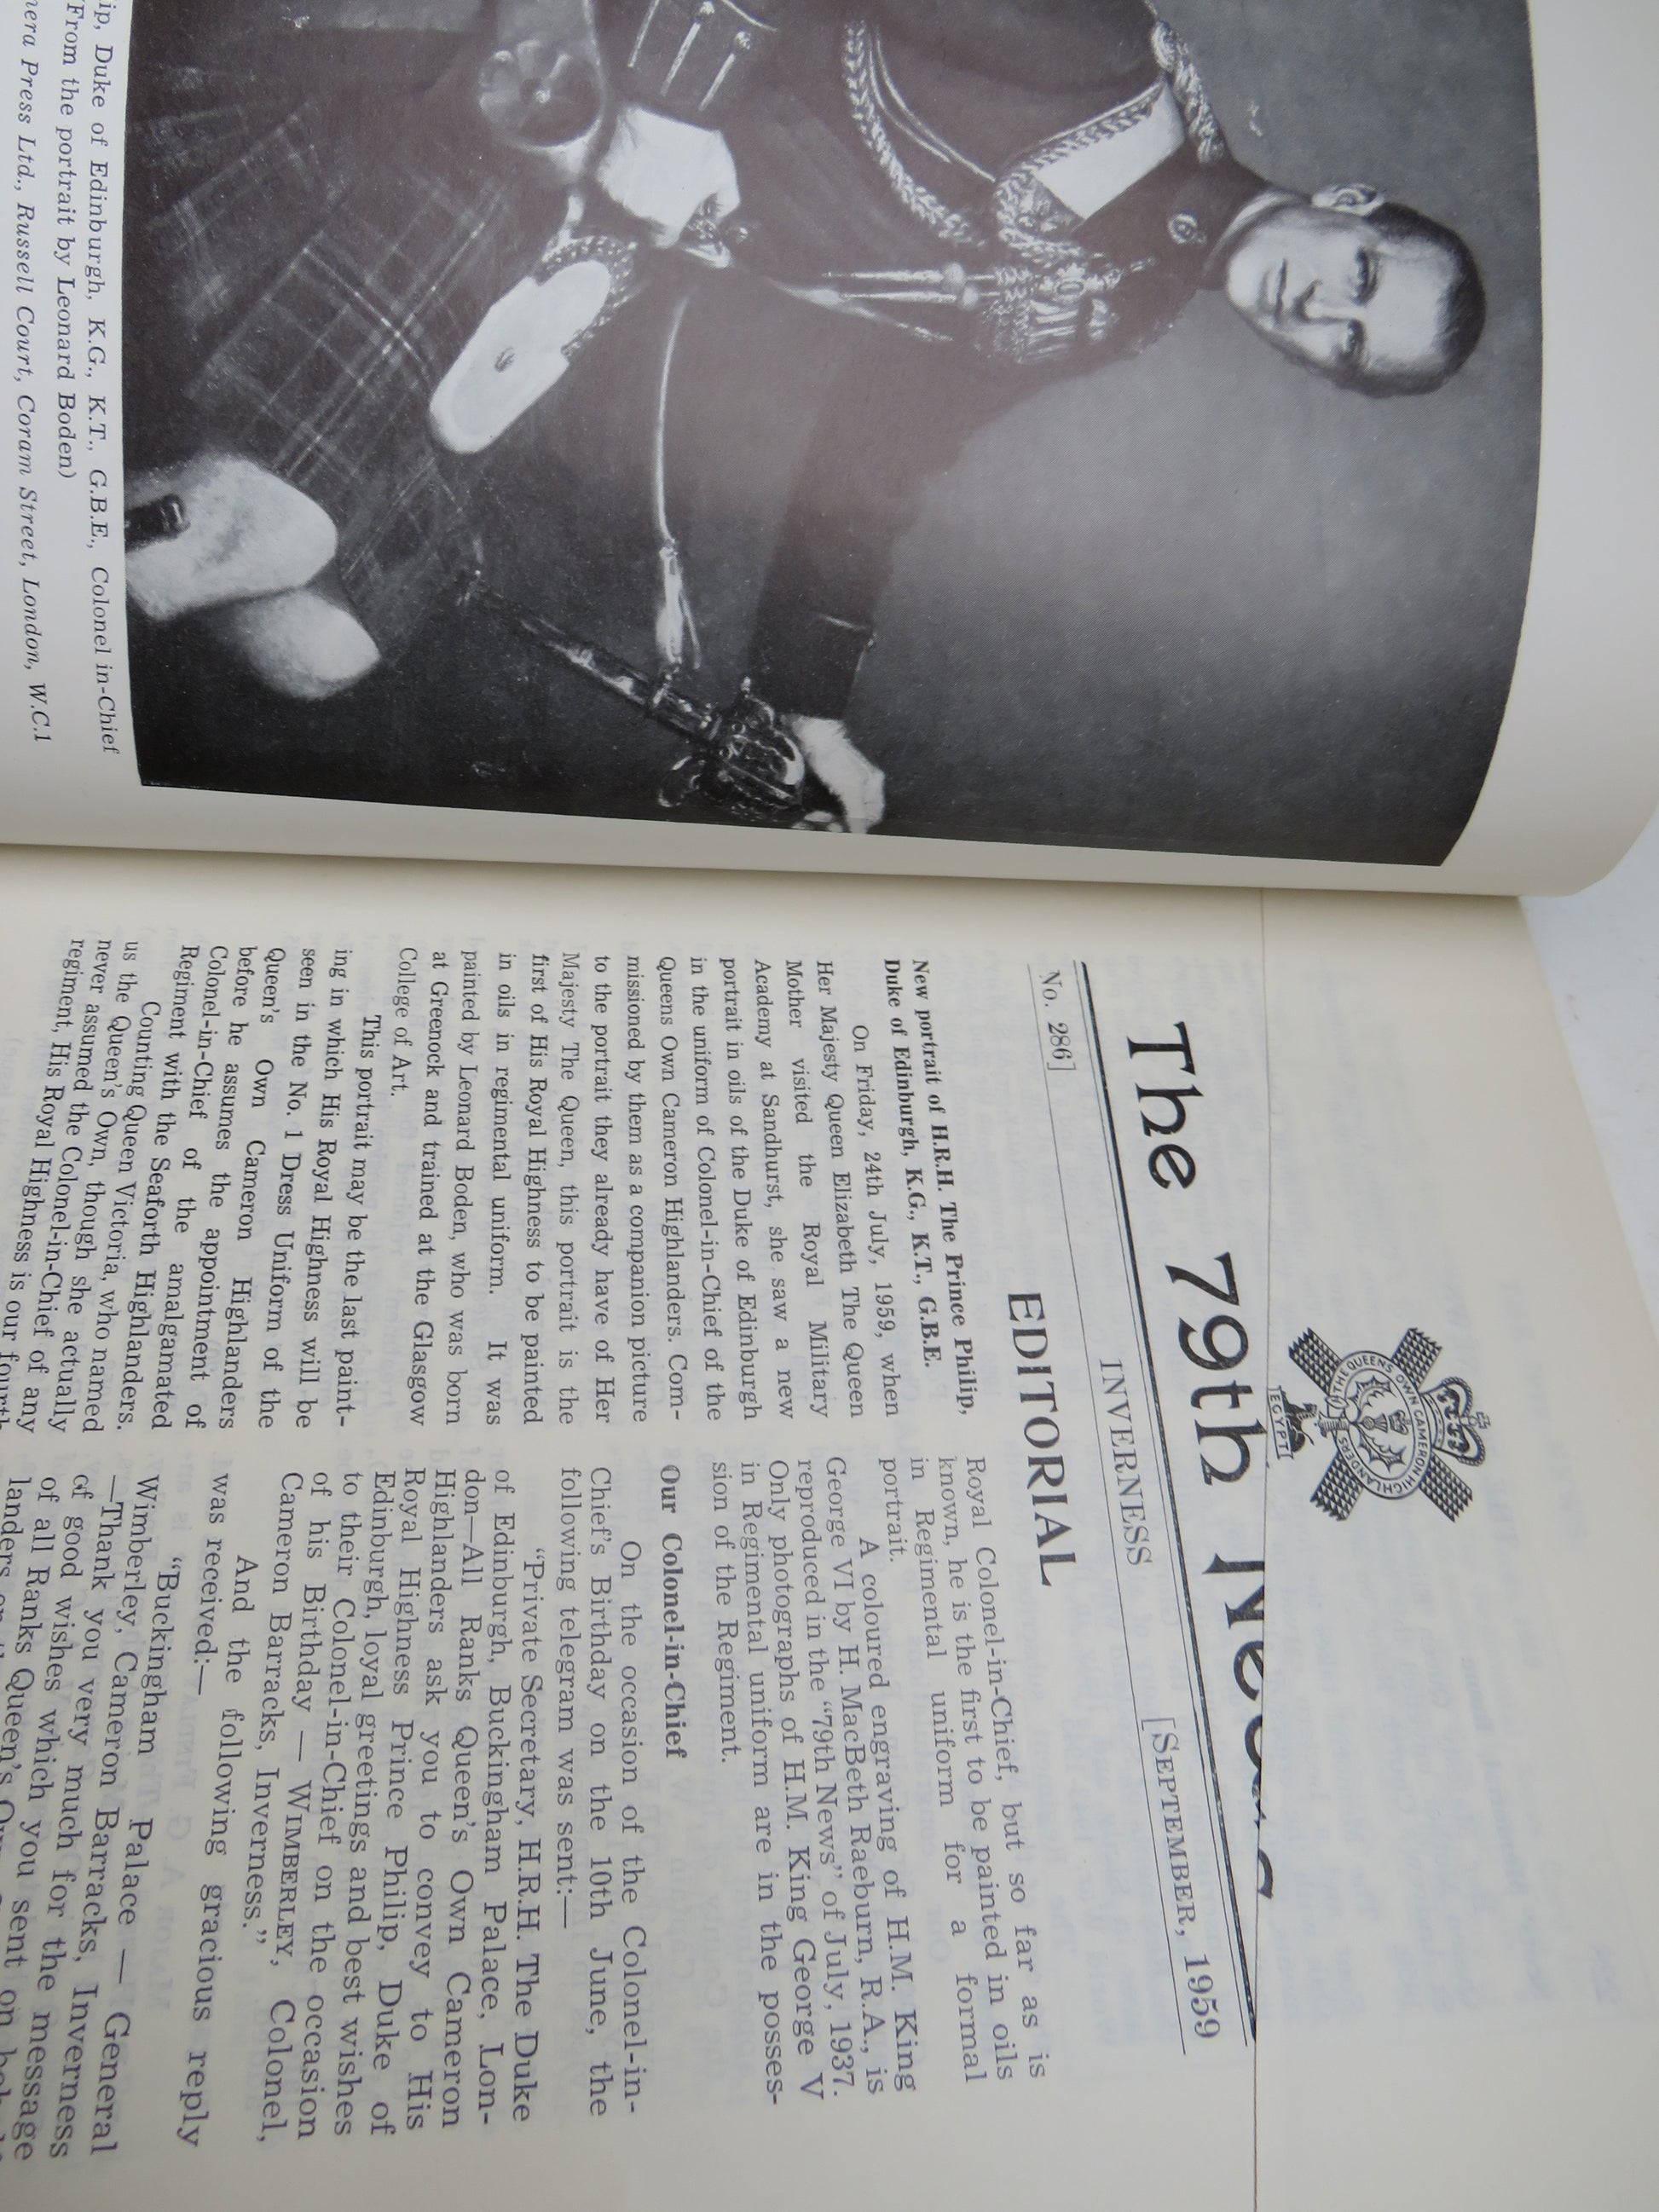 ip, Duke of Edinburgh, K.G., K.T., G.B.E., Colonel in-Chief
From the portrait by Leonard Boden)
era Press Ltd., Russell Court, Coram Street, London, W.C.1
THE QUEENS OWN CAMERON HIGHLANDERS
EGYPT
The 79th News
No. 286]
INVERNESS
[SEPTEMBER, 1959
EDITORIAL
New portrait of H.R.H. The Prince Philip,
Duke of Edinburgh, K.G., K.T., G.B.E.
On Friday, 24th July, 1959, when
Her Majesty Queen Elizabeth The Queen
Mother visited the Royal Military
Academy at Sandhurst, she saw a new
portrait in oils of the Duke of Edinburgh
in the uniform of Colonel-in-Chief of the
Queens Own Cameron Highlanders. Com-
missioned by them as a companion picture
to the portrait they already have of Her
Majesty The Queen, this portrait is the
first of His Royal Highness to be painted
in oils in regimental uniform. It was
painted by Leonard Boden, who was born
at Greenock and trained at the Glasgow
College of Art.
This portrait may be the last paint-
ing in which His Royal Highness will be
seen in the No. 1 Dress Uniform of the
Queen's Own Cameron Highlanders
before he assumes the appointment of
Colonel-in-Chief of the amalgamated
Regiment with the Seaforth Highlanders.
Counting Queen Victoria, who named
us the Queen's Own, though she actually
never assumed the Colonel-in-Chief of any
regiment, His Royal Highness is our fourth
Royal Colonel-in-Chief, but so far as is
known, he is the first to be painted in oils
in Regimental uniform for a formal
portrait.
A coloured engraving of H.M. King
George VI by H. MacBeth Raeburn, R.A., is
reproduced in the "79th News" of July, 1937.
Only photographs of H.M. King George V
in Regimental uniform are in the posses-
sion of the Regiment.
Our Colonel-in-Chief
On the occasion of the Colonel-in-
Chief's Birthday on the 10th June, the
following telegram was sent:—
"Private Secretary, H.R.H. The Duke
of Edinburgh, Buckingham Palace, Lon-
don—All Ranks Queen's Own Cameron
Highlanders ask you to convey to His
Royal Highness Prince Philip, Duke of
Edinburgh, loyal greetings and best wishes
to their Colonel-in-Chief on the occasion
of his Birthday — WIMBERLEY, Colonel,
Cameron Barracks, Inverness."
And the following gracious reply
was received:—
"Buckingham Palace — General
Wimberley, Cameron Barracks, Inverness
—Thank you very much for the message
of good wishes which you sent on
of all Ranks Queen's